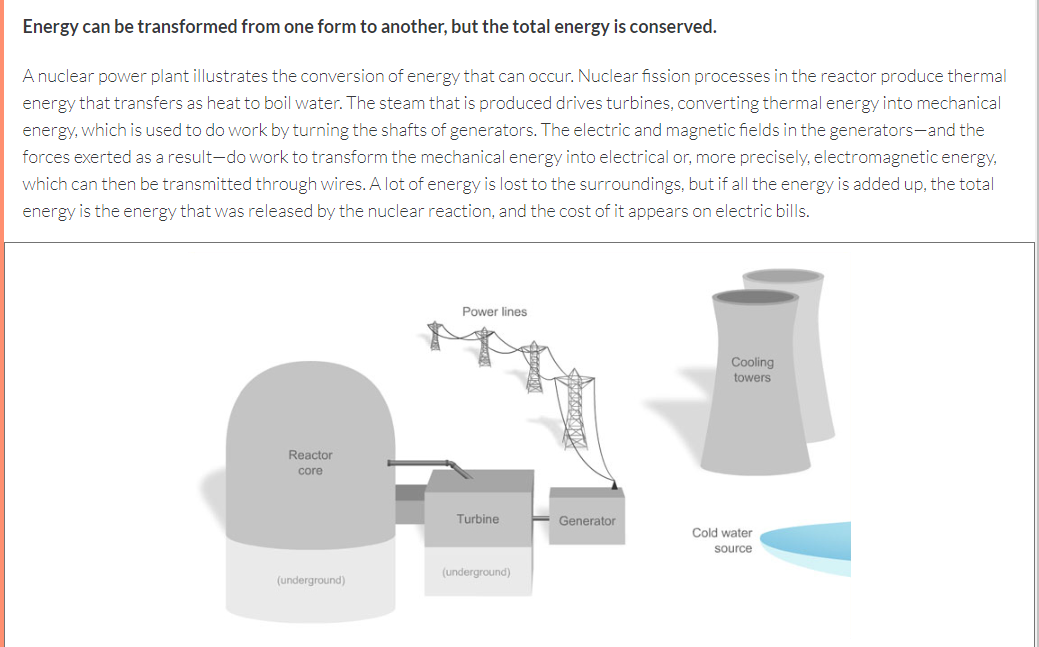 Energy can be transformed from one form to another, but the total energy is conserved.
A nuclear power plant illustrates the conversion of energy that can occur. Nuclear fission processes in the reactor produce thermal
energy that transfers as heat to boil water. The steam that is produced drives turbines, converting thermal energy into mechanical
energy, which is used to do work by turning the shafts of generators. The electric and magnetic fields in the generators—and the
forces exerted as a result—do work to transform the mechanical energy into electrical or, more precisely, electromagnetic energy,
which can then be transmitted through wires. A lot of energy is lost to the surroundings, but if all the energy is added up, the total
energy is the energy that was released by the nuclear reaction, and the cost of it appears on electric bills.
Power lines
Cooling
towers
Reactor
core
Turbine
Generator
Cold water
source
(underground)
(underground)